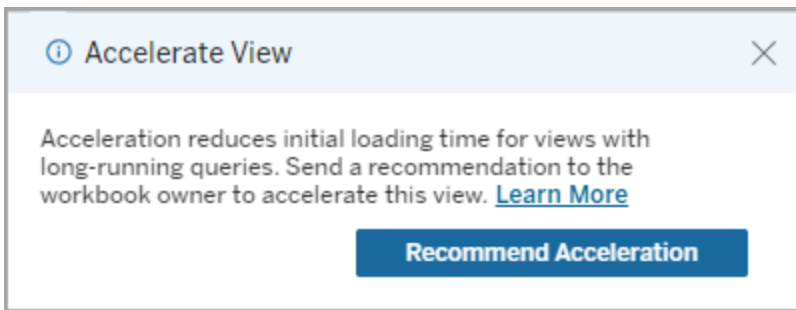 Accelerate View
Acceleration reduces initial loading time for views with
long-running queries. Send a recommendation to the
workbook owner to accelerate this view. Learn More
Recommend Acceleration